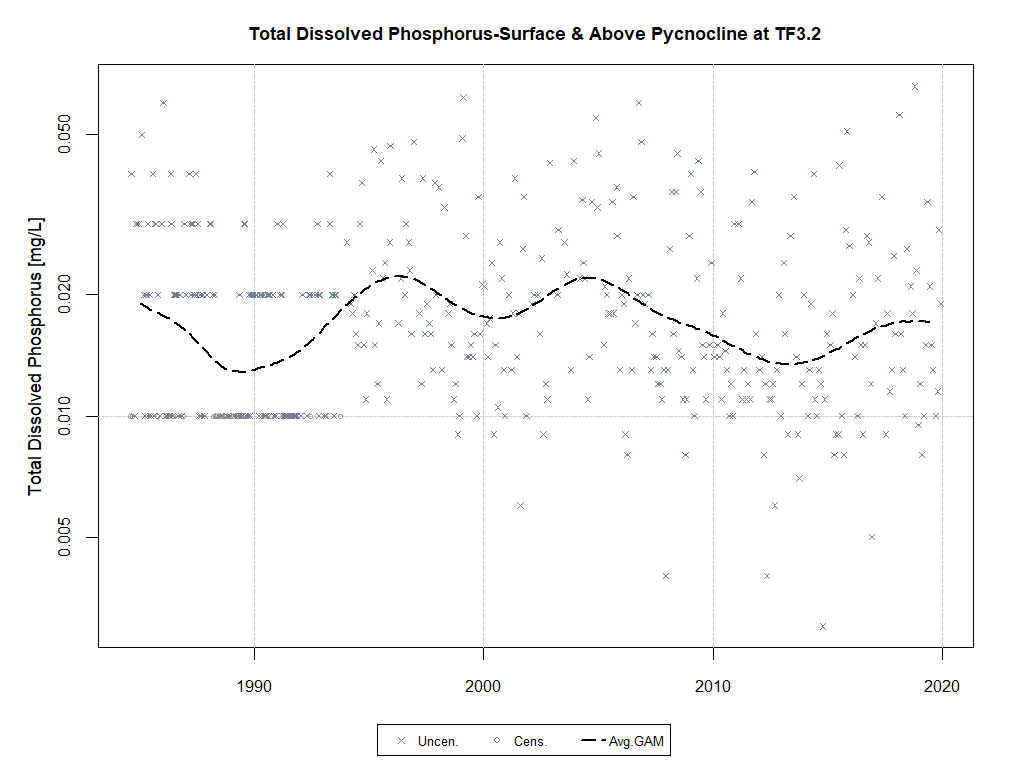 Total Dissolved Phosphorus-Surface & Above Pycnocline at TF3.2
Total Dissolved Phosphorus [mg/L]
0.050
0.020
0.010
0.005
1990 2000 2010 2020
Uncen. Cens. Avg.GAM